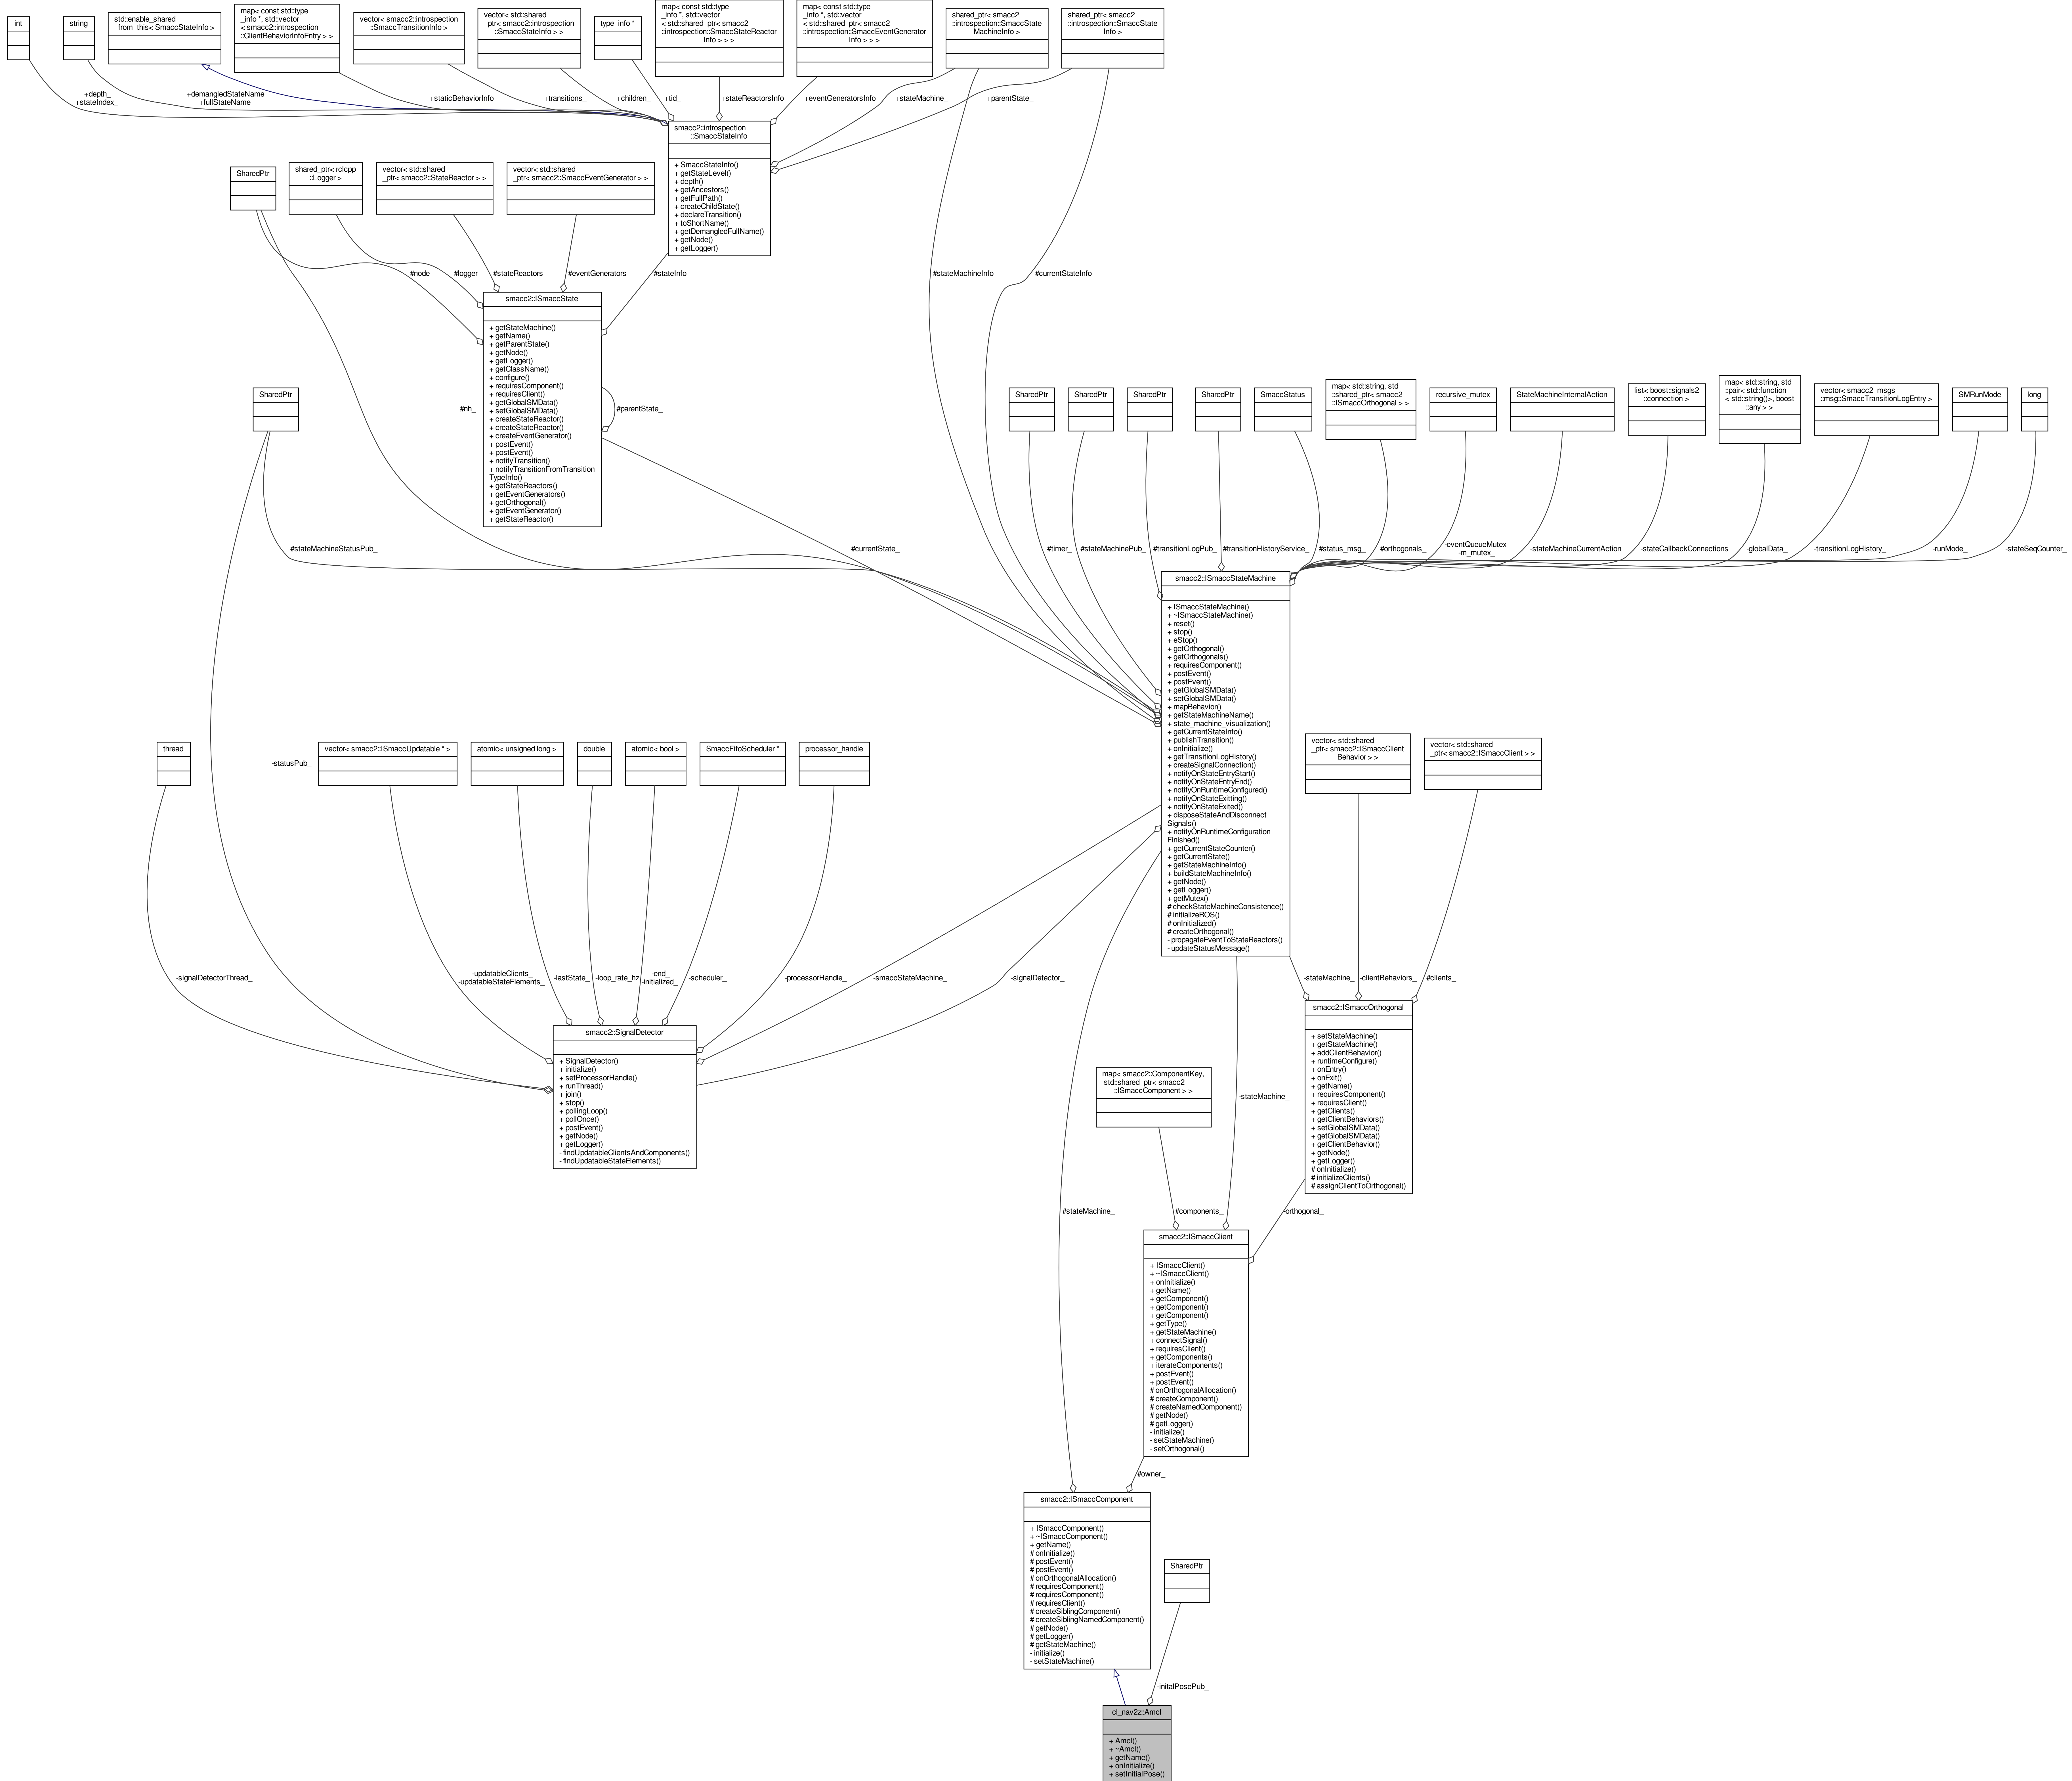 int
string
std::enable_shared
_from_this< SmaccStateInfo >
map< const std::type
_info *, std::vector
< smacc2::introspection
::ClientBehaviorInfoEntry > >
vector< smacc2::introspection
::SmaccTransitionInfo >
vector< std::shared
_ptr< smacc2::introspection
::SmaccStateInfo > >
type_info *
map< const std::type
_info *, std::vector
< std::shared_ptr< smacc2
::introspection::SmaccStateReactor
Info > > >
map< const std::type
_info *, std::vector
< std::shared_ptr< smacc2
::introspection::SmaccEventGenerator
Info > > >
shared_ptr< smacc2
::introspection::SmaccState
MachineInfo >
shared_ptr< smacc2
::introspection::SmaccState
Info >
+depth_
+stateIndex_
+demangledStateName
+fullStateName
+staticBehaviorInfo
+transitions_
+children_
+tid_
+stateReactorsInfo
+eventGeneratorsInfo
+stateMachine_
+parentState_
smacc2::introspection
::SmaccStateInfo
+ SmaccStateInfo()
+ getStateLevel()
+ depth()
+ getAncestors()
+ getFullPath()
+ createChildState()
+ declareTransition()
+ toShortName()
+ getDemangledFullName()
+ getNode()
+ getLogger()
SharedPtr
shared_ptr< rclcpp
::Logger >
vector< std::shared
_ptr< smacc2::StateReactor > >
vector< std::shared
_ptr< smacc2::SmaccEventGenerator > >
#node_
#logger_
#stateReactors_
#eventGenerators_
#stateInfo_
#stateMachineInfo_
#currentStateInfo_
smacc2::ISmaccState
+ getStateMachine()
+ getName()
+ getParentState()
+ getNode()
+ getLogger()
+ getClassName()
+ configure()
+ requiresComponent()
+ requiresClient()
+ getGlobalSMData()
+ setGlobalSMData()
+ createStateReactor()
+ createStateReactor()
+ createEventGenerator()
+ postEvent()
+ postEvent()
+ notifyTransition()
+ notifyTransitionFromTransition
TypeInfo()
+ getStateReactors()
+ getEventGenerators()
+ getOrthogonal()
+ getEventGenerator()
+ getStateReactor()
#parentState_
#nh_
SharedPtr
SharedPtr
SharedPtr
SharedPtr
SharedPtr
SmaccStatus
map< std::string, std
::shared_ptr< smacc2
::ISmaccOrthogonal > >
recursive_mutex
StateMachineInternalAction
list< boost::signals2
::connection >
map< std::string, std
::pair< std::function
< std::string()>, boost
::any > >
vector< smacc2_msgs
::msg::SmaccTransitionLogEntry >
SMRunMode
long
#stateMachineStatusPub_
#currentState_
#timer_
#stateMachinePub_
#transitionLogPub_
#transitionHistoryService_
#status_msg_
#orthogonals_
-eventQueueMutex_
-m_mutex_
-stateMachineCurrentAction
-stateCallbackConnections
-globalData_
-transitionLogHistory_
-runMode_
-stateSeqCounter_
smacc2::ISmaccStateMachine
+ ISmaccStateMachine()
+ ~ISmaccStateMachine()
+ reset()
+ stop()
+ eStop()
+ getOrthogonal()
+ getOrthogonals()
+ requiresComponent()
+ postEvent()
+ postEvent()
+ getGlobalSMData()
+ setGlobalSMData()
+ mapBehavior()
+ getStateMachineName()
+ state_machine_visualization()
+ getCurrentStateInfo()
+ publishTransition()
+ onInitialize()
+ getTransitionLogHistory()
+ createSignalConnection()
+ notifyOnStateEntryStart()
+ notifyOnStateEntryEnd()
+ notifyOnRuntimeConfigured()
+ notifyOnStateExitting()
+ notifyOnStateExited()
+ disposeStateAndDisconnect
Signals()
+ notifyOnRuntimeConfiguration
Finished()
+ getCurrentStateCounter()
+ getCurrentState()
+ getStateMachineInfo()
+ buildStateMachineInfo()
+ getNode()
+ getLogger()
+ getMutex()
# checkStateMachineConsistence()
# initializeROS()
# onInitialized()
# createOrthogonal()
- propagateEventToStateReactors()
- updateStatusMessage()
thread
-statusPub_
vector< smacc2::ISmaccUpdatable * >
atomic< unsigned long >
double
atomic< bool >
SmaccFifoScheduler *
processor_handle
vector< std::shared
_ptr< smacc2::ISmaccClient
Behavior > >
vector< std::shared
_ptr< smacc2::ISmaccClient > >
-signalDetectorThread_
-updatableClients_
-updatableStateElements_
-lastState_
-loop_rate_hz
-end_
-initialized_
-scheduler_
-processorHandle_
-smaccStateMachine_
-signalDetector_
-stateMachine_
-clientBehaviors_
#clients_
smacc2::SignalDetector
+ SignalDetector()
+ initialize()
+ setProcessorHandle()
+ runThread()
+ join()
+ stop()
+ pollingLoop()
+ pollOnce()
+ postEvent()
+ getNode()
+ getLogger()
- findUpdatableClientsAndComponents()
- findUpdatableStateElements()
smacc2::ISmaccOrthogonal
+ setStateMachine()
+ getStateMachine()
+ addClientBehavior()
+ runtimeConfigure()
+ onEntry()
+ onExit()
+ getName()
+ requiresComponent()
+ requiresClient()
+ getClients()
+ getClientBehaviors()
+ setGlobalSMData()
+ getGlobalSMData()
+ getClientBehavior()
+ getNode()
+ getLogger()
# onInitialize()
# initializeClients()
# assignClientToOrthogonal()
map< smacc2::ComponentKey,
std::shared_ptr< smacc2
::ISmaccComponent > >
-stateMachine_
#stateMachine_
#components_
-orthogonal_
smacc2::ISmaccClient
+ ISmaccClient()
+ ~ISmaccClient()
+ onInitialize()
+ getName()
+ getComponent()
+ getComponent()
+ getComponent()
+ getType()
+ getStateMachine()
+ connectSignal()
+ requiresClient()
+ getComponents()
+ iterateComponents()
+ postEvent()
+ postEvent()
# onOrthogonalAllocation()
# createComponent()
# createNamedComponent()
# getNode()
# getLogger()
- initialize()
- setStateMachine()
- setOrthogonal()
#owner_
smacc2::ISmaccComponent
+ ISmaccComponent()
+ ~ISmaccComponent()
+ getName()
# onInitialize()
# postEvent()
# postEvent()
# onOrthogonalAllocation()
# requiresComponent()
# requiresComponent()
# requiresClient()
# createSiblingComponent()
# createSiblingNamedComponent()
# getNode()
# getLogger()
# getStateMachine()
- initialize()
- setStateMachine()
SharedPtr
-initalPosePub_
cl_nav2z::Amcl
+ Amcl()
+ ~Amcl()
+ getName()
+ onInitialize()
+ setInitialPose()